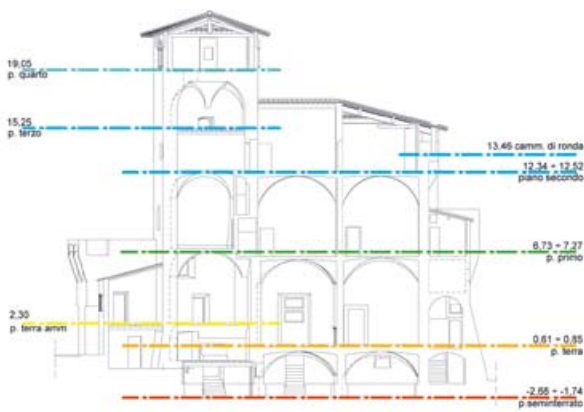 19,05
p. quarto
15,25
p. terzo
13,46 camm. di ronda
12,34 ÷ 12,52
piano secondo
6,73 ÷ 7,27
p. primo
2,30
p. terra amm
0,61 ÷ 0,85
p. terra
-2,68 ÷ -1,74
p.seminterrato